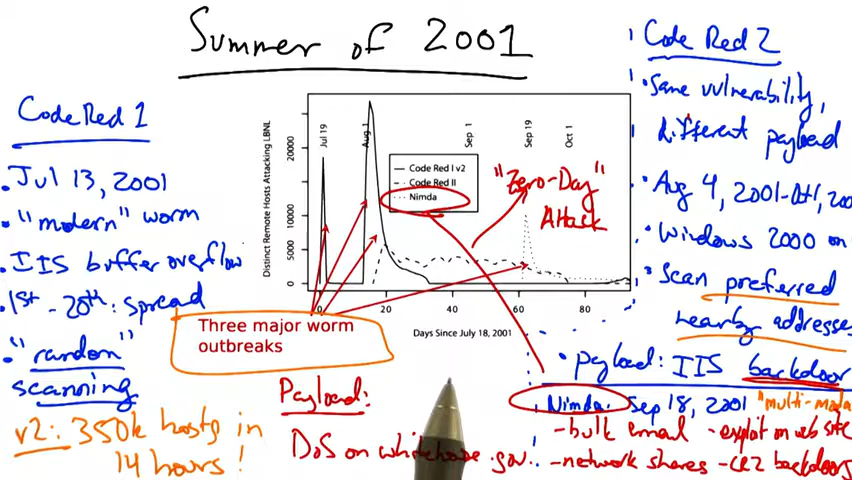 Summer of 2001
Code Red 1
• Jul 13, 2001
• "modern" worm
• IIS buffer overflow
• 1st - 20th: spread
• "random"
scanning
v2: 350k hosts in
14 hours!
Distinct Remote Hosts Attacking LBNL
0 5000 10000 15000 20000
Jul 19
Aug 1
Sep 1
Sep 19
Oct 1
Code Red I v2
Code Red II
Nimda
"Zero-Day"
Attack
0 20 40 60 80
Days Since July 18, 2001
Three major worm
outbreaks
Payload:
DoS on whitehouse.gov
Code Red 2
• Same vulnerability,
different payload
• Aug 4, 2001-Oct 1,
• Windows 2000
• Scan preferred
nearby addresses
• payload: IIS backdoor
Nimda Sep 18, 2001
- bulk email - exploit on web site
- network shares - CR2 backdoors